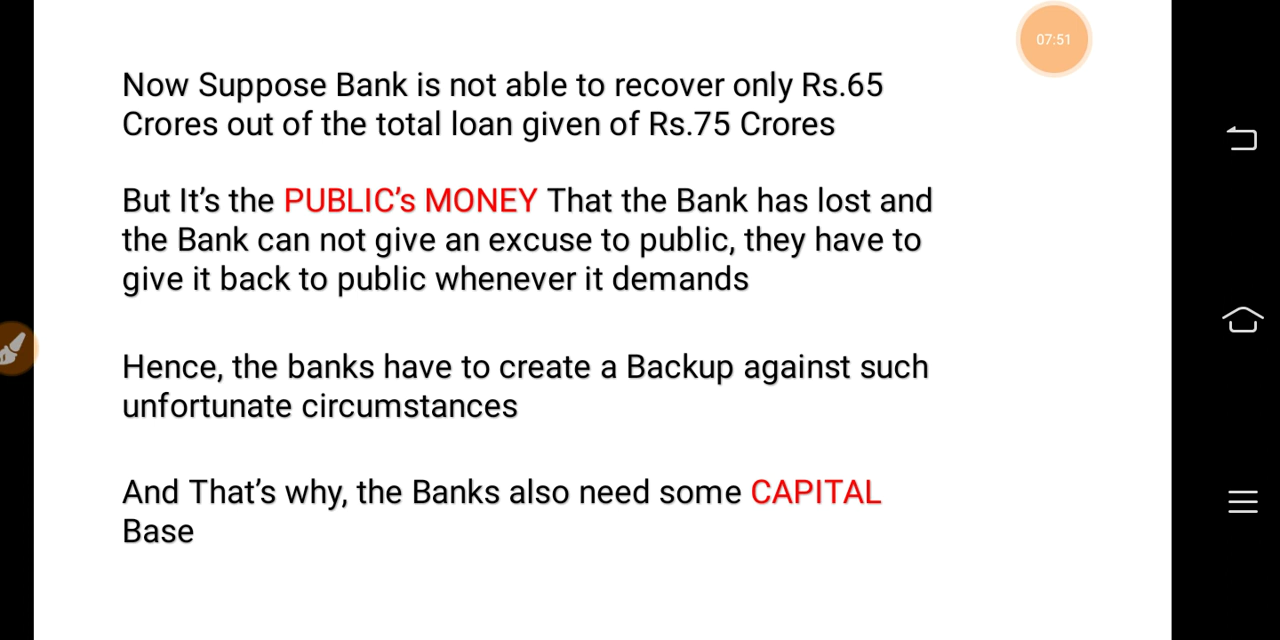 07:51
Now Suppose Bank is not able to recover only Rs.65
Crores out of the total loan given of Rs.75 Crores
But It’s the PUBLIC’s MONEY That the Bank has lost and
the Bank can not give an excuse to public, they have to
give it back to public whenever it demands
Hence, the banks have to create a Backup against such
unfortunate circumstances
And That’s why, the Banks also need some CAPITAL
Base